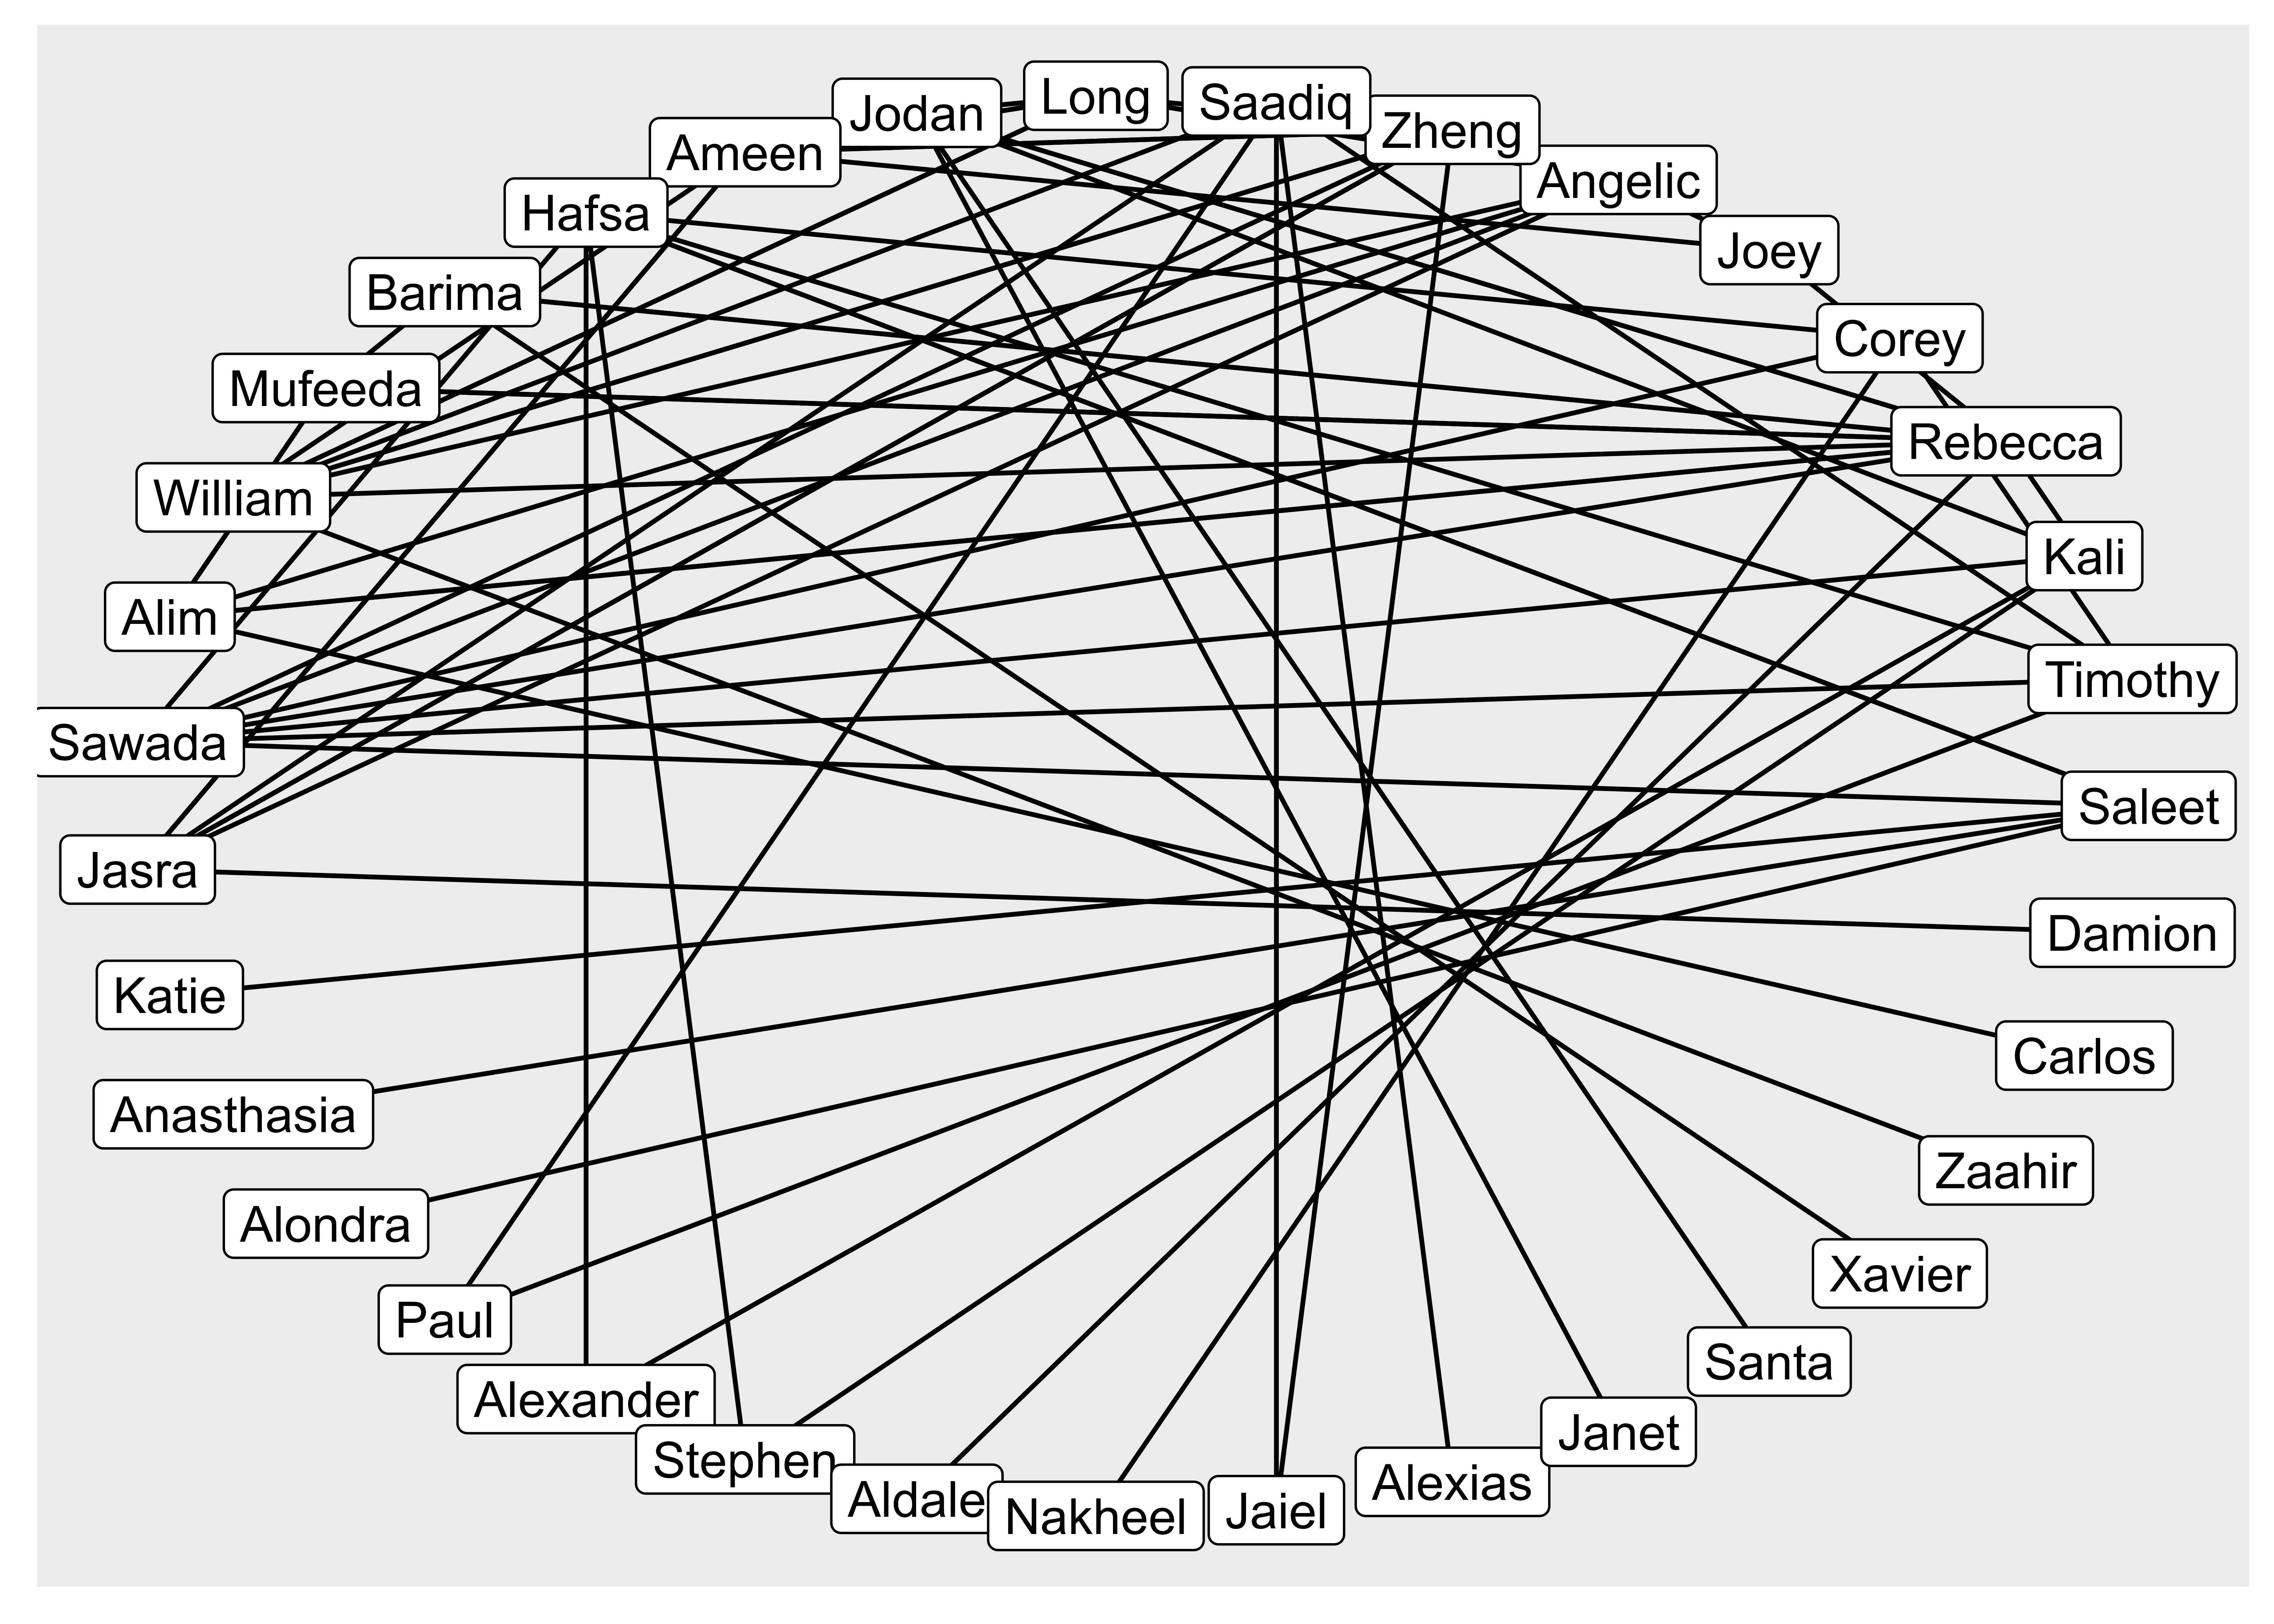 Long
Saadiq
Jodan
Zheng
Ameen
Angelic
Hafsa
Joey
Barima
Corey
Mufeeda
Rebecca
William
Kali
Alim
Timothy
Sawada
Saleet
Jasra
Damion
Katie
Carlos
Anasthasia
Zaahir
Alondra
Xavier
Paul
Santa
Alexander
Janet
Stephen
Alexias
Aldale
Nakheel
Jaiel